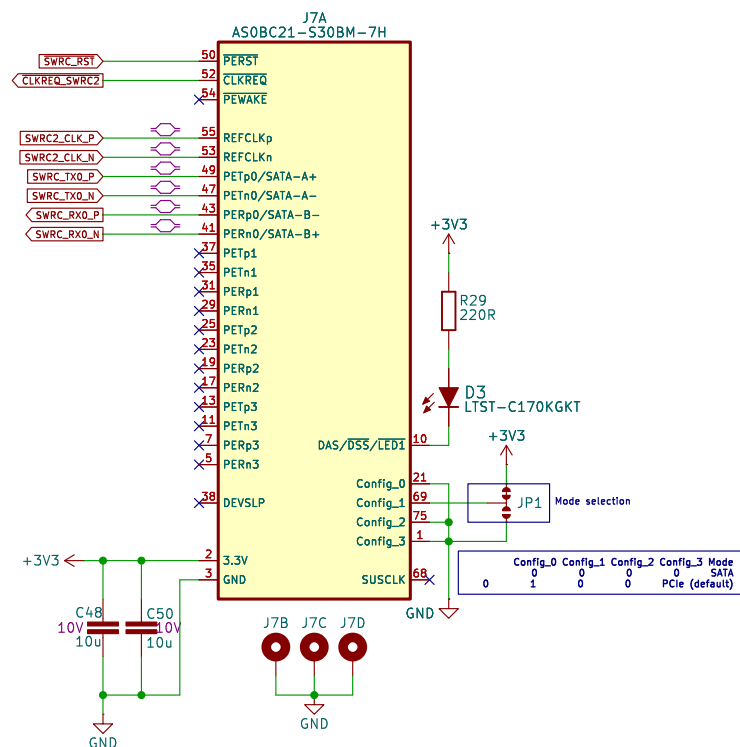 J7A
AS0BC21-S30BM-7H
SWRC_RST 50 PERST
CLKREQ_SWRC2 52 CLKREQ
54 PEWAKE
SWRC2_CLK_P 55 REFCLKp
SWRC2_CLK_N 53 REFCLKn
SWRC_TX0_P 49 PETp0/SATA-A+
SWRC_TX0_N 47 PETn0/SATA-A-
SWRC_RX0_P 43 PERp0/SATA-B-
SWRC_RX0_N 41 PERn0/SATA-B+
37 PETp1
35 PETn1
31 PERp1
29 PERn1
25 PETp2
23 PETn2
19 PERp2
17 PERn2
13 PETp3
11 PETn3
7 PERp3
5 PERn3
38 DEVSLP
+3V3 2 3.3V
3 GND
+3V3
R29
220R
D3
LTST-C170KGKT
DAS/DSS/LED1 10
+3V3
Config_0 21
Config_1 69
Config_2 75
Config_3 1
JP1 Mode selection
SUSCLK 68
GND
Config_0 Config_1 Config_2 Config_3 Mode
0 0 0 0 SATA
0 1 0 0 PCIe (default)
C48
10V
10u
C50
10V
10u
GND
J7B J7C J7D
GND